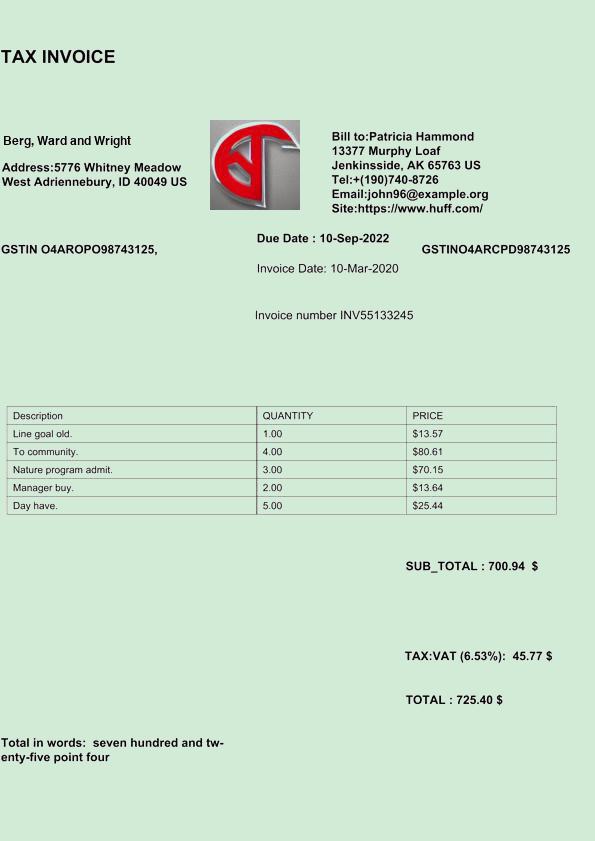 TAX INVOICE
Berg, Ward and Wright
Address:5776 Whitney Meadow
West Adriennebury, ID 40049 US
Bill to:Patricia Hammond
13377 Murphy Loaf
Jenkinsside, AK 65763 US
Tel:+(190)740-8726
Email:john96@example.org
Site:https://www.huff.com/
GSTIN O4AROPO98743125,
Due Date : 10-Sep-2022
GSTINO4ARCPD98743125
Invoice Date: 10-Mar-2020
Invoice number INV55133245
Description QUANTITY PRICE
Line goal old. 1.00 $13.57
To community. 4.00 $80.61
Nature program admit. 3.00 $70.15
Manager buy. 2.00 $13.64
Day have. 5.00 $25.44
SUB_TOTAL : 700.94 $
TAX:VAT (6.53%): 45.77 $
TOTAL : 725.40 $
Total in words: seven hundred and tw-
enty-five point four